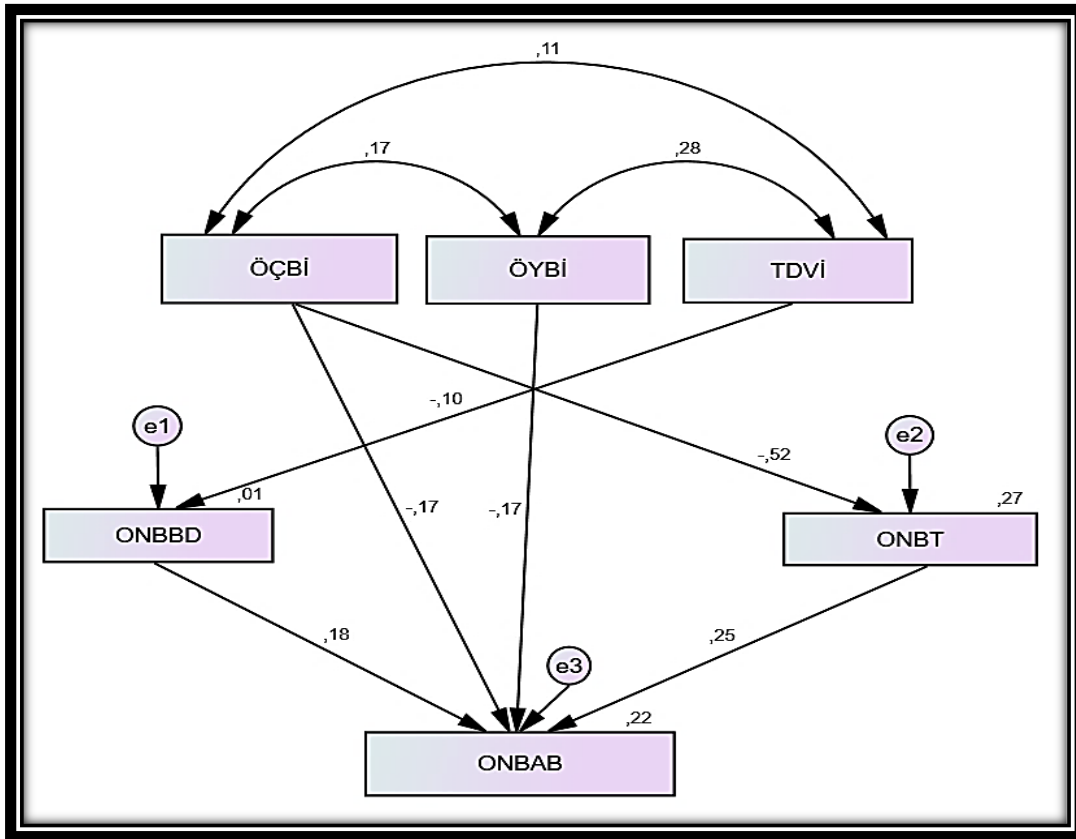 ,11
,17
,28
ÖÇBİ
ÖYBİ
TDVİ
-,10
e1
e2
-,52
,01
-,17
-,17
,27
ONBBD
ONBT
,18
,25
e3
,22
ONBAB